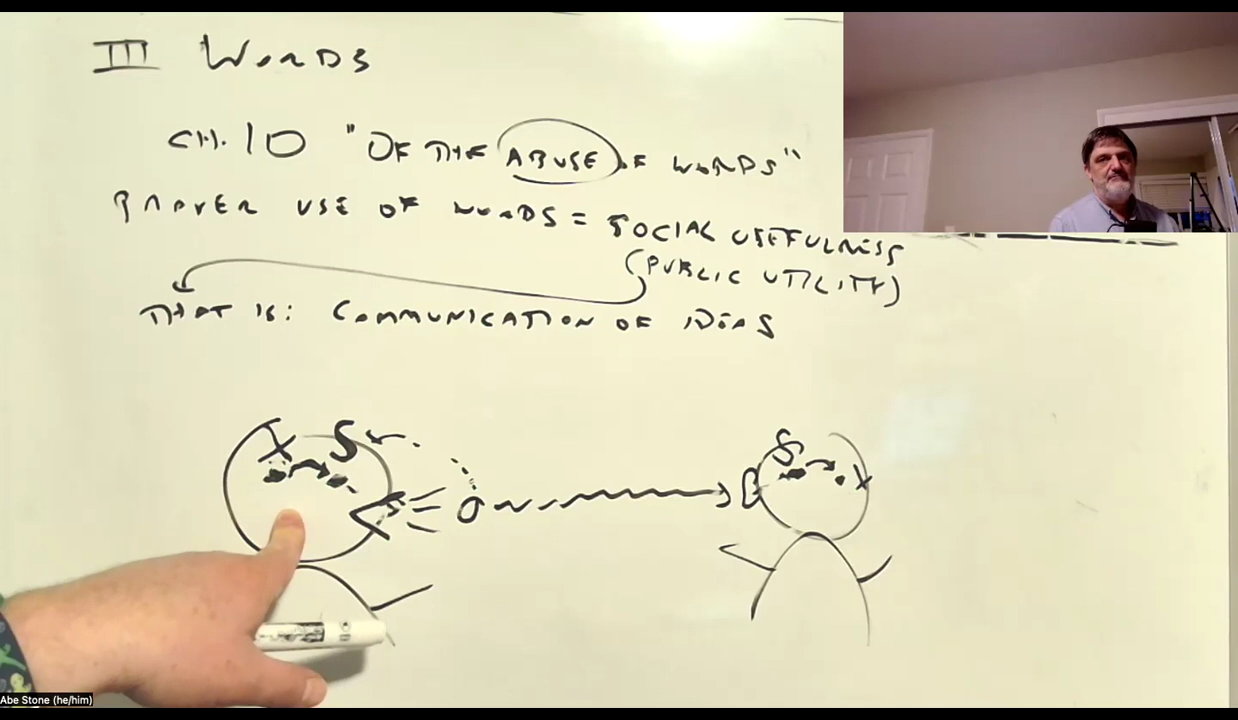 III WORDS
CH. 10 "OF THE ABUSE OF WORDS"
PROPER USE OF WORDS = SOCIAL USEFULNESS
(PUBLIC UTILITY)
THAT IS: COMMUNICATION OF IDEAS
X S
S X
Abe Stone (he/him)